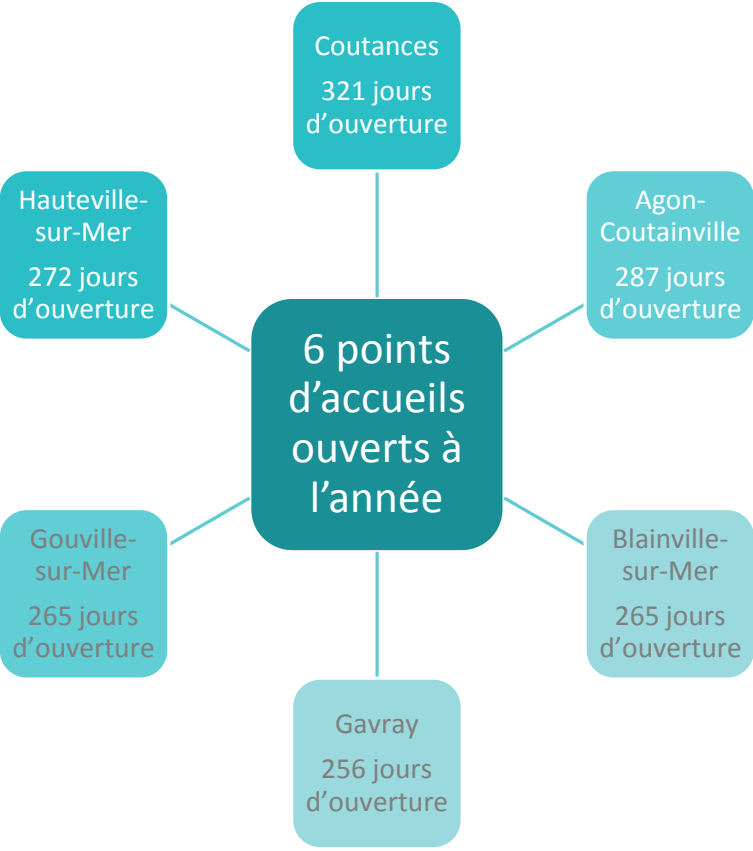 Coutances
321 jours
d’ouverture
Hauteville-
sur-Mer
272 jours
d’ouverture
Agon-
Coutainville
287 jours
d’ouverture
6 points
d’accueils
ouverts à
l’année
Gouville-
sur-Mer
265 jours
d’ouverture
Blainville-
sur-Mer
265 jours
d’ouverture
Gavray
256 jours
d’ouverture